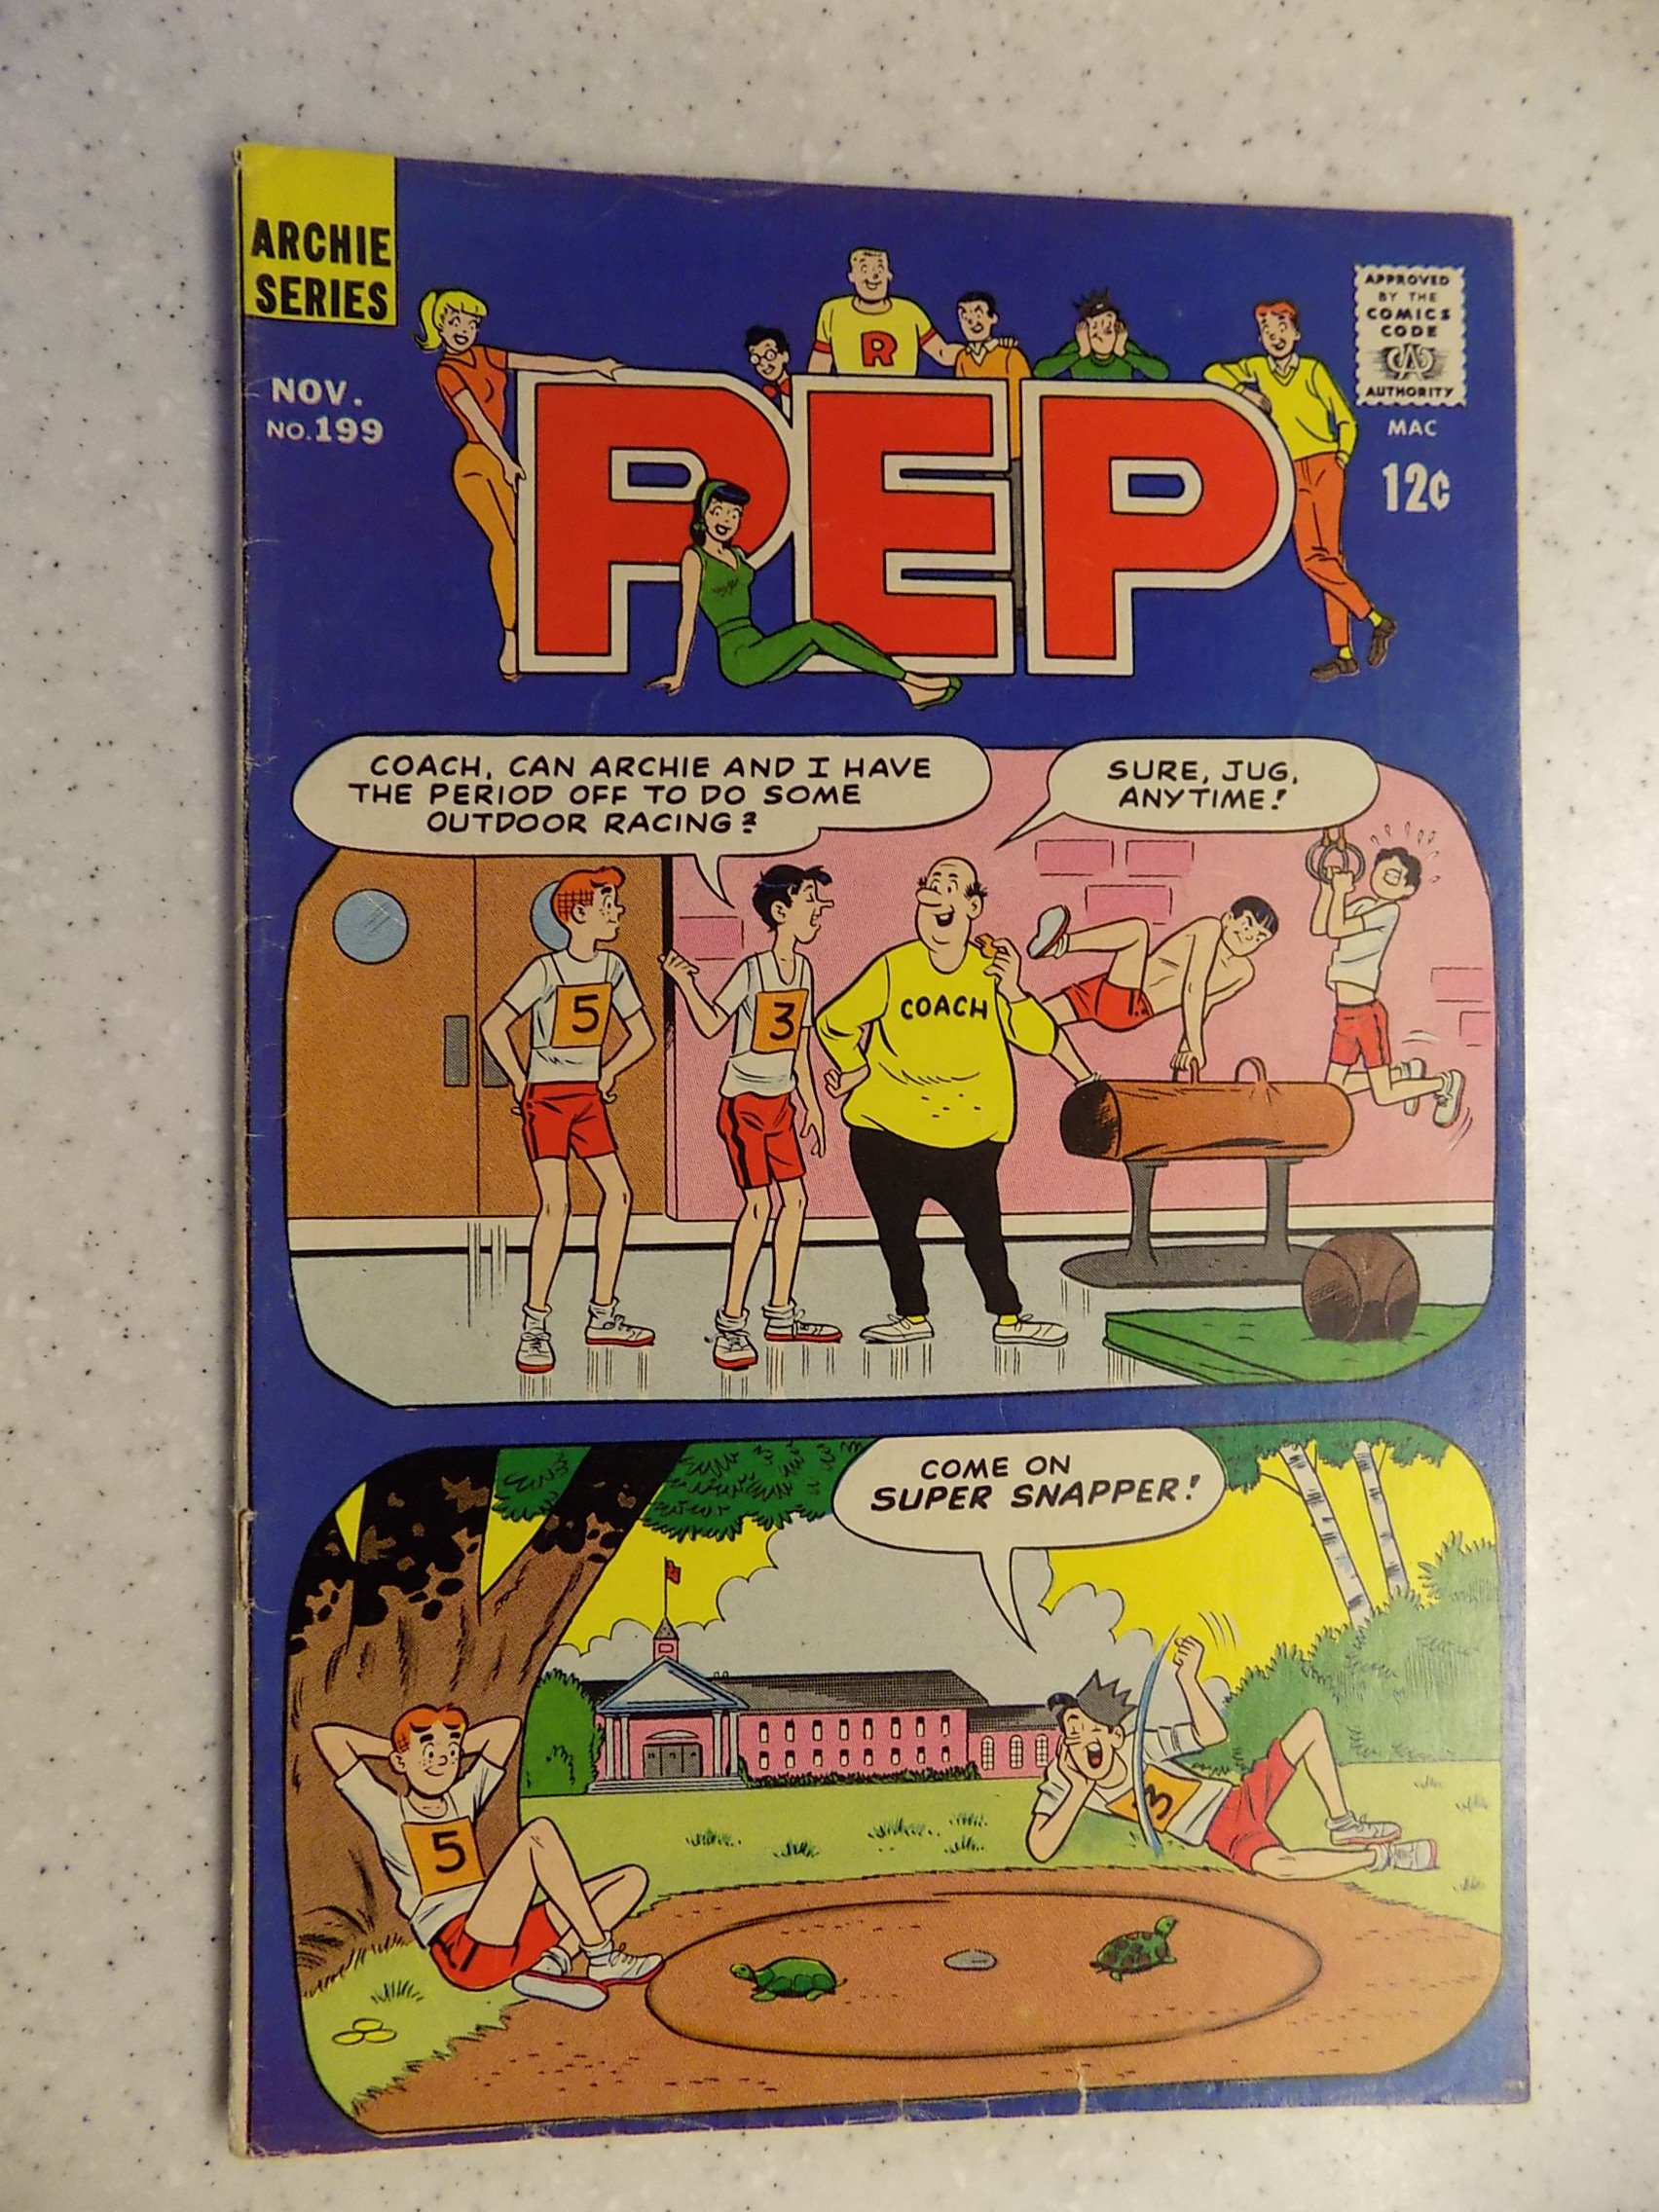 ARCHIE
SERIES
NOV.
NO.199
R
PEP
APPROVED
BY THE
COMICS
CODE
CA
AUTHORITY
MAC
12¢
COACH, CAN ARCHIE AND I HAVE
THE PERIOD OFF TO DO SOME
OUTDOOR RACING?
SURE, JUG,
ANYTIME!
5
3
COACH
COME ON
SUPER SNAPPER!
5
3